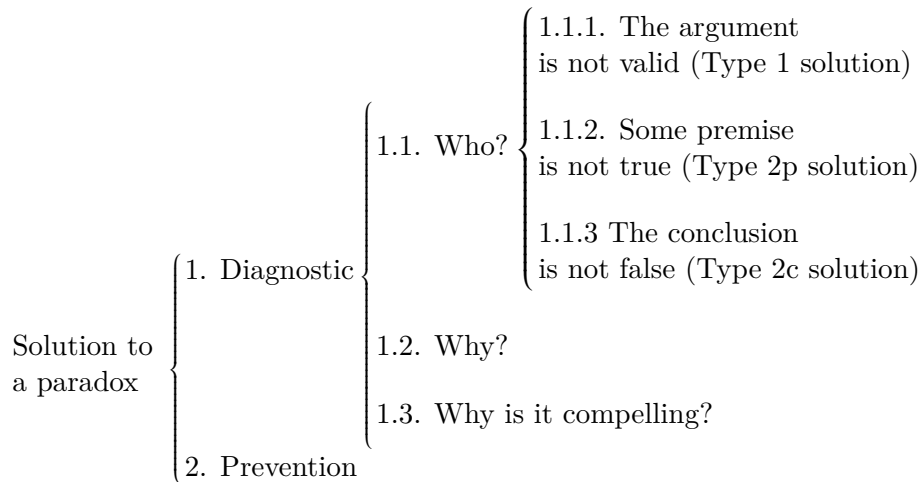 Solution to
a paradox
1. Diagnostic
1.1. Who?
1.1.1. The argument
is not valid (Type 1 solution)
1.1.2. Some premise
is not true (Type 2p solution)
1.1.3 The conclusion
is not false (Type 2c solution)
1.2. Why?
1.3. Why is it compelling?
2. Prevention